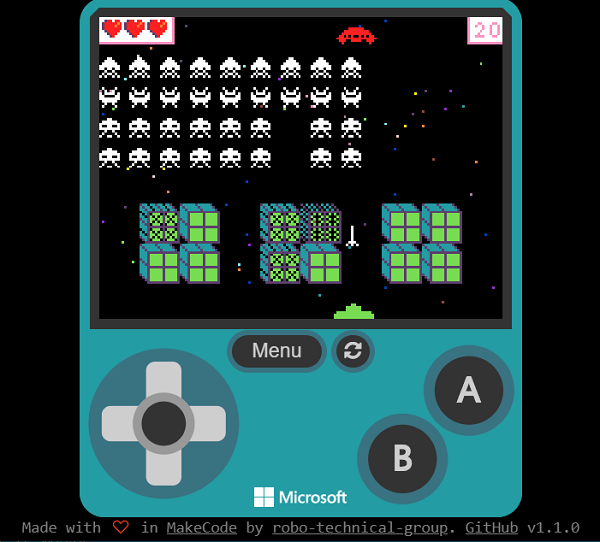 20
Menu
A
B
Microsoft
Made with ♡ in MakeCode by robo-technical-group. GitHub v1.1.0